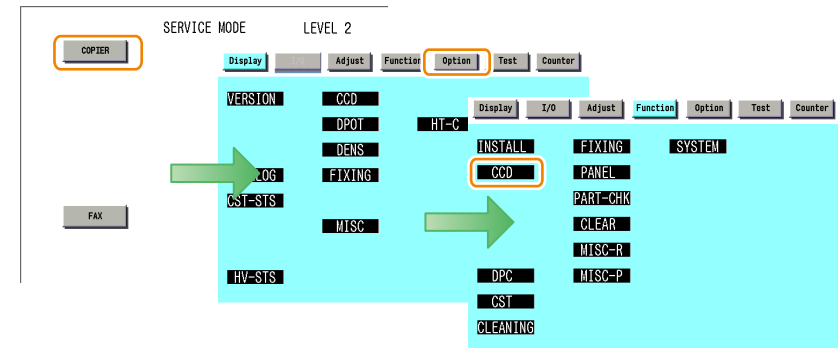 SERVICE MODE LEVEL 2
COPIER
FAX
Display I/O Adjust Function Option Test Counter
VERSION CCD
DPOT HT-C
DENS
FIXING
CST-STS
MISC
HV-STS
Display I/O Adjust Function Option Test Counter
INSTALL FIXING SYSTEM
CCD PANEL
PART-CHK
CLEAR
MISC-R
DPC MISC-P
CST
CLEANING